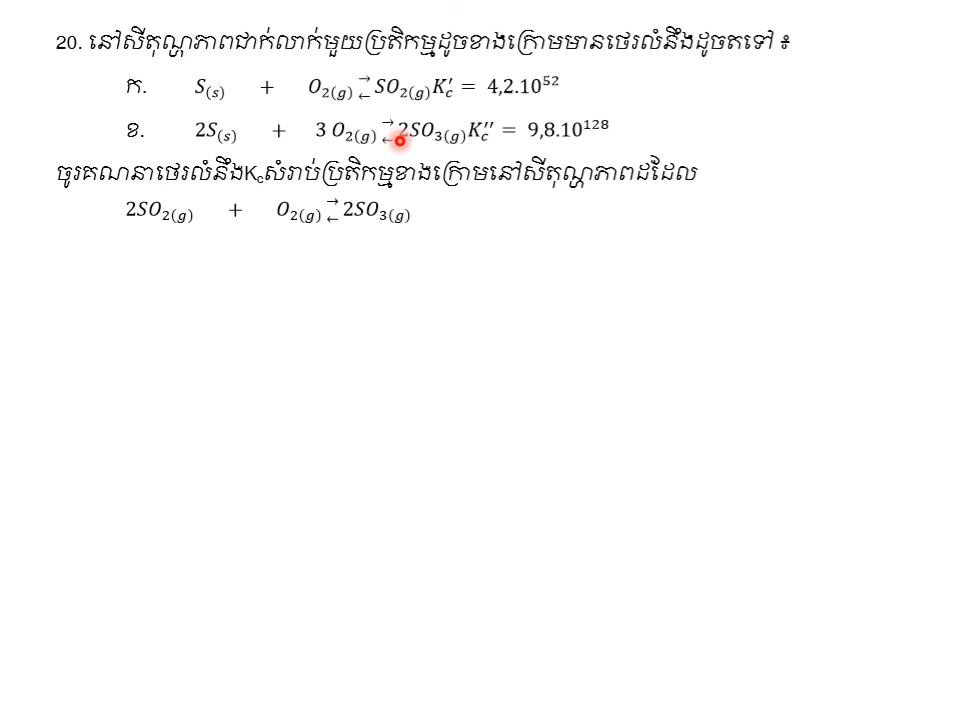 20. នៅសីតុណ្ហភាពជាក់លាក់មួយប្រតិកម្មដូចខាងក្រោមមានថេរលំនឹងដូចតទៅ ៖
ក. S(s) + O₂(g) ⇄ SO₂(g) K′c = 4,2.10⁵²
ខ. 2S(s) + 3 O₂(g) ⇄ 2SO₃(g) K″c = 9,8.10¹²⁸
ចូរគណនាថេរលំនឹងKcសំរាប់ប្រតិកម្មខាងក្រោមនៅសីតុណ្ហភាពដដែល
2SO₂(g) + O₂(g) ⇄ 2SO₃(g)